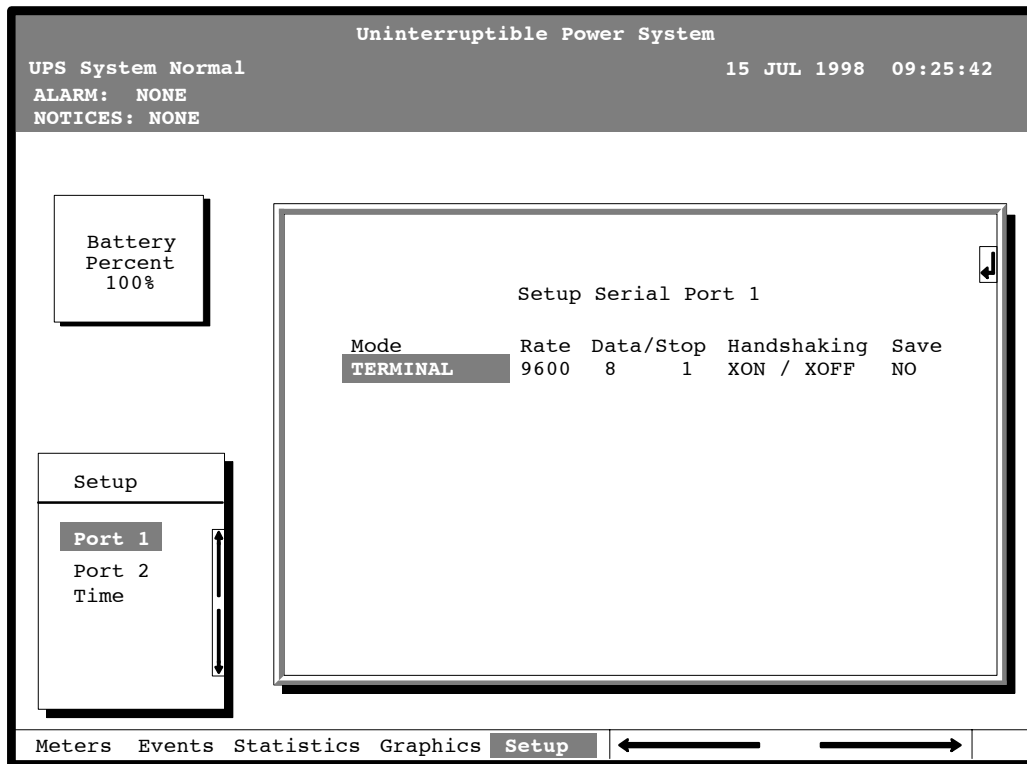 Uninterruptible Power System
UPS System Normal 15 JUL 1998 09:25:42
ALARM: NONE
NOTICES: NONE
Battery
Percent
100%
Setup Serial Port 1
Mode Rate Data/Stop Handshaking Save
TERMINAL 9600 8 1 XON / XOFF NO
Setup
Port 1
Port 2
Time
Meters Events Statistics Graphics Setup